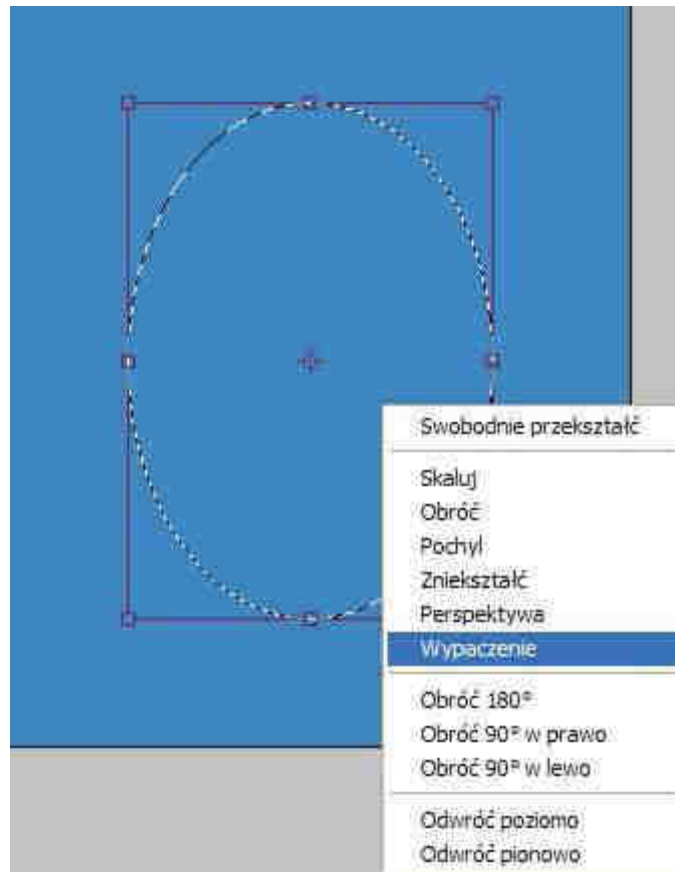 Swobodnie przekształć
Skaluj
Obróć
Pochyl
Zniekształć
Perspektywa
Wypaczenie
Obróć 180°
Obróć 90° w prawo
Obróć 90° w lewo
Odwróć poziomo
Odwróć pionowo